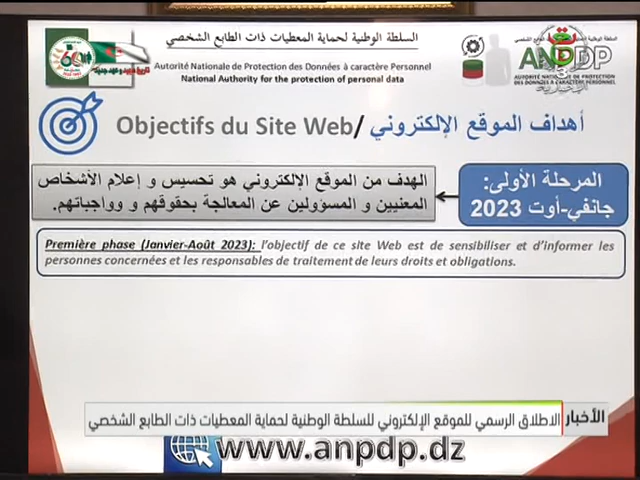 السلطة الوطنية لحماية المعطيات ذات الطابع الشخصي
Autorité Nationale de Protection des Données à caractère Personnel
National Authority for the protection of personal data
60
ANPDP
AUTORITÉ NATIONALE DE PROTECTION
DES DONNÉES À CARACTÈRE PERSONNEL
Objectifs du Site Web/ أهداف الموقع الإلكتروني
المرحلة الأولى:
جانفي-أوت 2023
الهدف من الموقع الإلكتروني هو تحسيس و إعلام الأشخاص
المعنيين و المسؤولين عن المعالجة بحقوقهم و وواجباتهم.
Première phase (Janvier-Août 2023): l'objectif de ce site Web est de sensibiliser et d'informer les
personnes concernées et les responsables de traitement de leurs droits et obligations.
الأخبار
الاطلاق الرسمي للموقع الإلكتروني للسلطة الوطنية لحماية المعطيات ذات الطابع الشخصي
www.anpdp.dz